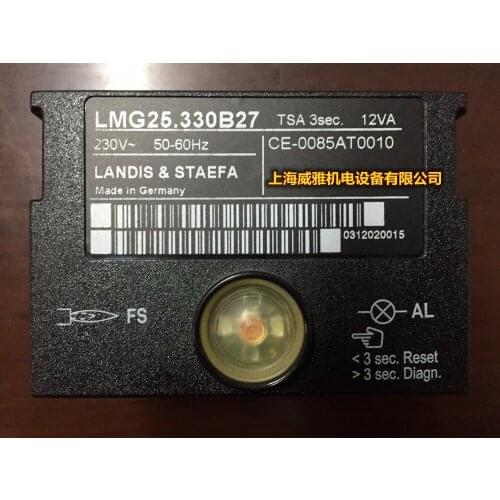 LMG25.330B27 TSA 3sec. 12VA
230V~ 50-60Hz CE-0085AT0010
LANDIS & STAEFA
上海威雅机电设备有限公司
Made in Germany
0312020015
FS
AL
< 3 sec. Reset
> 3 sec. Diagn.